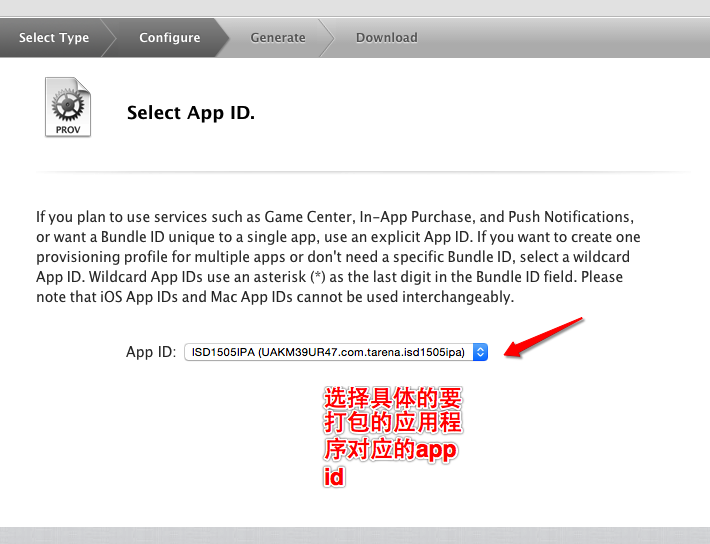 Select Type
Configure
Generate
Download
PROV
Select App ID.
If you plan to use services such as Game Center, In-App Purchase, and Push Notifications,
or want a Bundle ID unique to a single app, use an explicit App ID. If you want to create one
provisioning profile for multiple apps or don't need a specific Bundle ID, select a wildcard
App ID. Wildcard App IDs use an asterisk (*) as the last digit in the Bundle ID field. Please
note that iOS App IDs and Mac App IDs cannot be used interchangeably.
App ID: ISD1505IPA (UAKM39UR47.com.tarena.isd1505ipa)
选择具体的要
打包的应用程
序对应的app
id